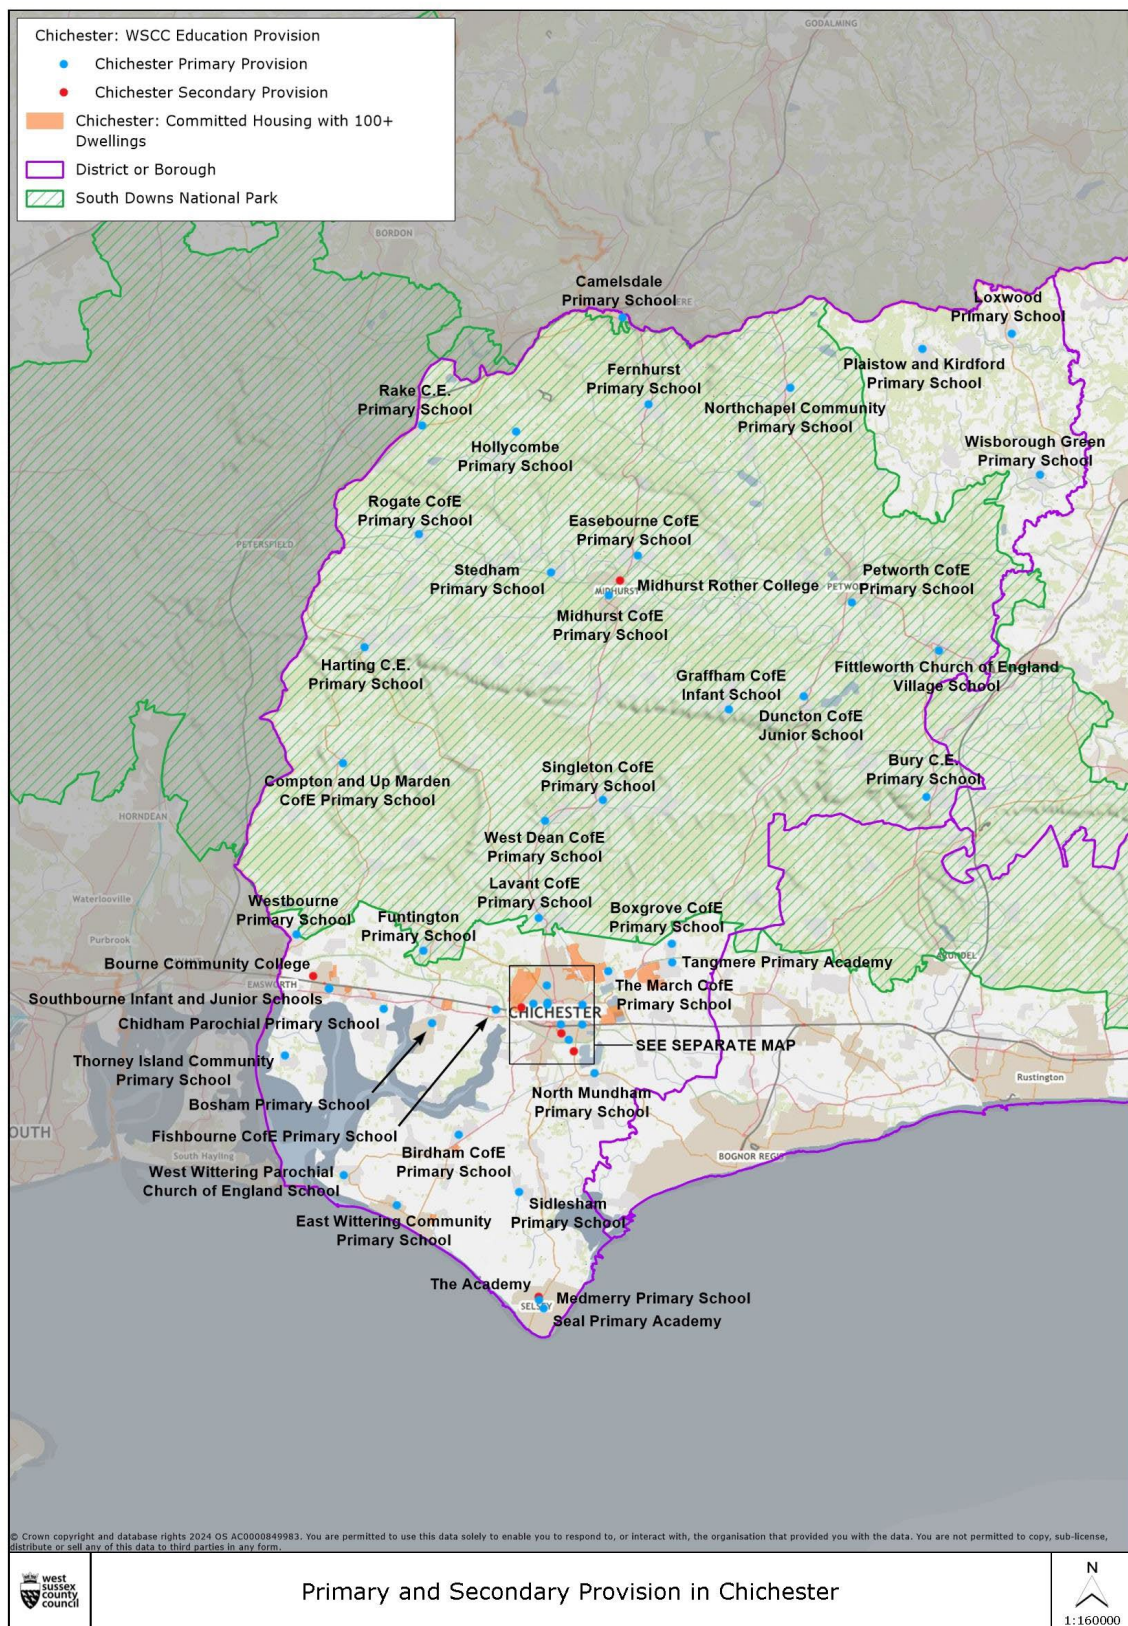 Chichester: WSCC Education Provision
Chichester Primary Provision
Chichester Secondary Provision
Chichester: Committed Housing with 100+
Dwellings
District or Borough
South Downs National Park
GODALMING
BORDON
Camelsdale
Primary School
Loxwood
Primary School
Plaistow and Kirdford
Primary School
Fernhurst
Primary School
Rake C.E.
Primary School
Northchapel Community
Primary School
Hollycombe
Primary School
Wisborough Green
Primary School
Rogate CofE
Primary School
Easebourne CofE
Primary School
PETERSFIELD
Stedham
Primary School
Midhurst Rother College
MIDHURST
Petworth CofE
Primary School
Midhurst CofE
Primary School
Harting C.E.
Primary School
Fittleworth Church of England
Village School
Graffham CofE
Infant School
Duncton CofE
Junior School
Bury C.E.
Primary School
Singleton CofE
Primary School
Compton and Up Marden
CofE Primary School
HORNDEAN
West Dean CofE
Primary School
Lavant CofE
Primary School
Waterlooville
Westbourne
Primary School
Funtington
Primary School
Boxgrove CofE
Primary School
Purbrook
Bourne Community College
Tangmere Primary Academy
EMSWORTH
The March CofE
Primary School
Southbourne Infant and Junior Schools
CHICHESTER
Chidham Parochial Primary School
SEE SEPARATE MAP
Thorney Island Community
Primary School
Rustington
Bosham Primary School
North Mundham
Primary School
OUTH
Fishbourne CofE Primary School
Birdham CofE
Primary School
South Hayling
BOGNOR REGIS
West Wittering Parochial
Church of England School
Sidlesham
Primary School
East Wittering Community
Primary School
The Academy
Medmerry Primary School
SELSEY
Seal Primary Academy
© Crown copyright and database rights 2024 OS AC0000849983. You are permitted to use this data solely to enable you to respond to, or interact with, the organisation that provided you with the data. You are not permitted to copy, sub-license,
distribute or sell any of this data to third parties in any form.
west
sussex
county
council
Primary and Secondary Provision in Chichester
N
1:160000